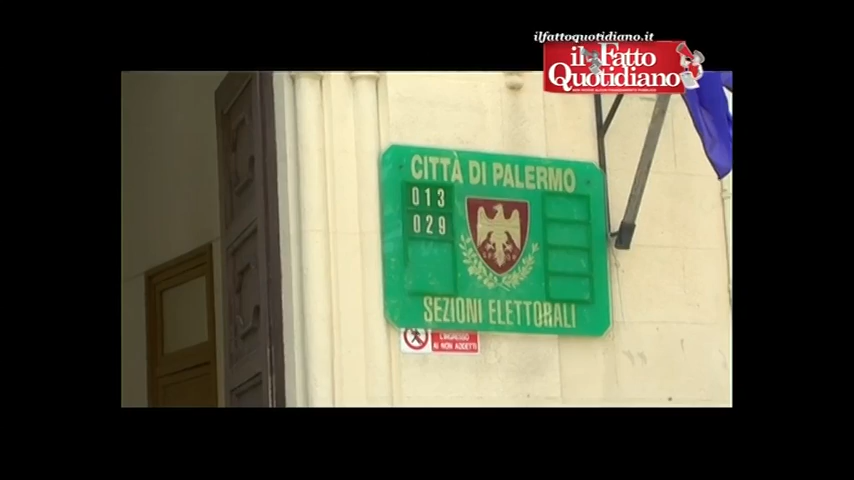 ilfattoquotidiano.it
il Fatto
Quotidiano
CITTÀ DI PALERMO
013
029
SEZIONI ELETTORALI
L'INGRESSO
AI NON ADDETTI